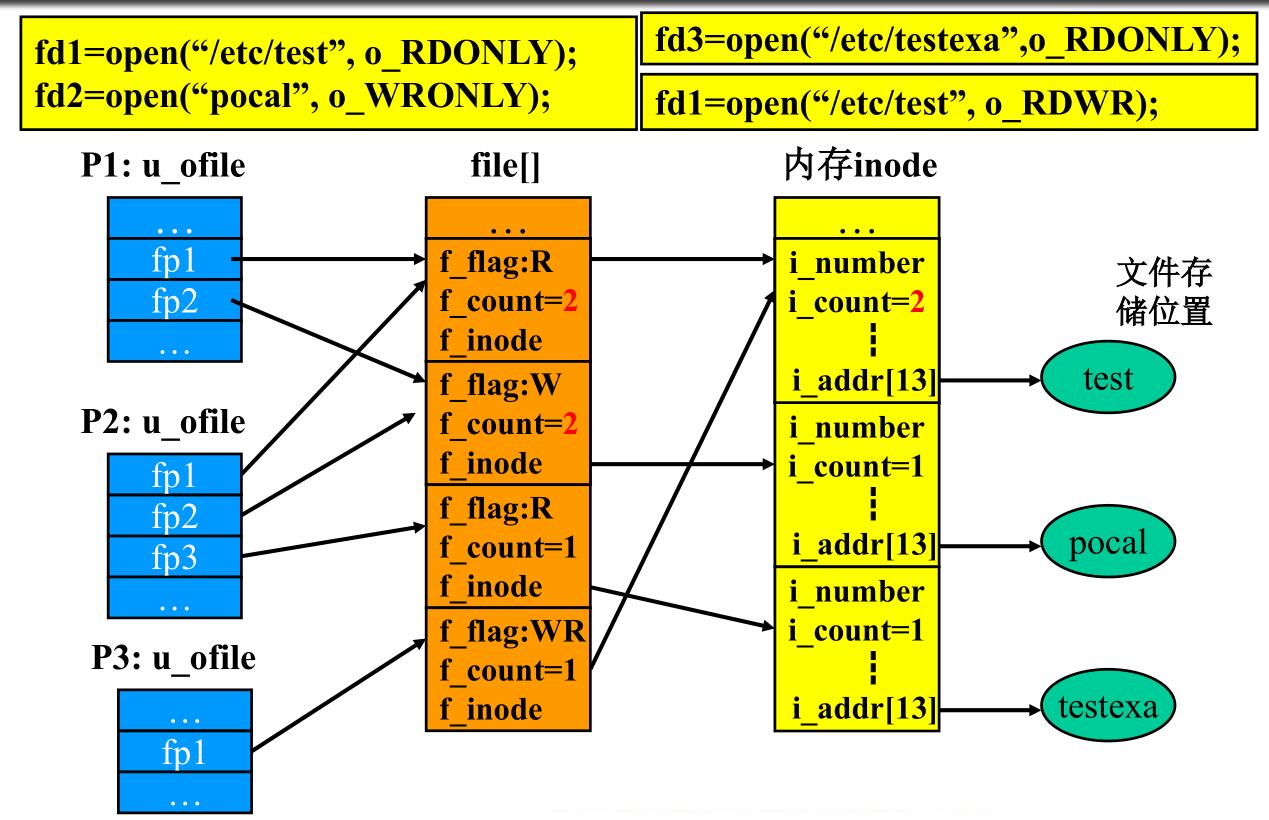 fd1=open(“/etc/test”, o_RDONLY);
fd2=open(“pocal”, o_WRONLY);
fd3=open(“/etc/testexa”,o_RDONLY);
fd1=open(“/etc/test”, o_RDWR);
P1: u_ofile
…
fp1
fp2
…
P2: u_ofile
fp1
fp2
fp3
…
P3: u_ofile
…
fp1
…
file[]
…
f_flag:R
f_count=2
f_inode
f_flag:W
f_count=2
f_inode
f_flag:R
f_count=1
f_inode
f_flag:WR
f_count=1
f_inode
内存inode
…
i_number
i_count=2
i_addr[13]
i_number
i_count=1
i_addr[13]
i_number
i_count=1
i_addr[13]
文件存
储位置
test
pocal
testexa